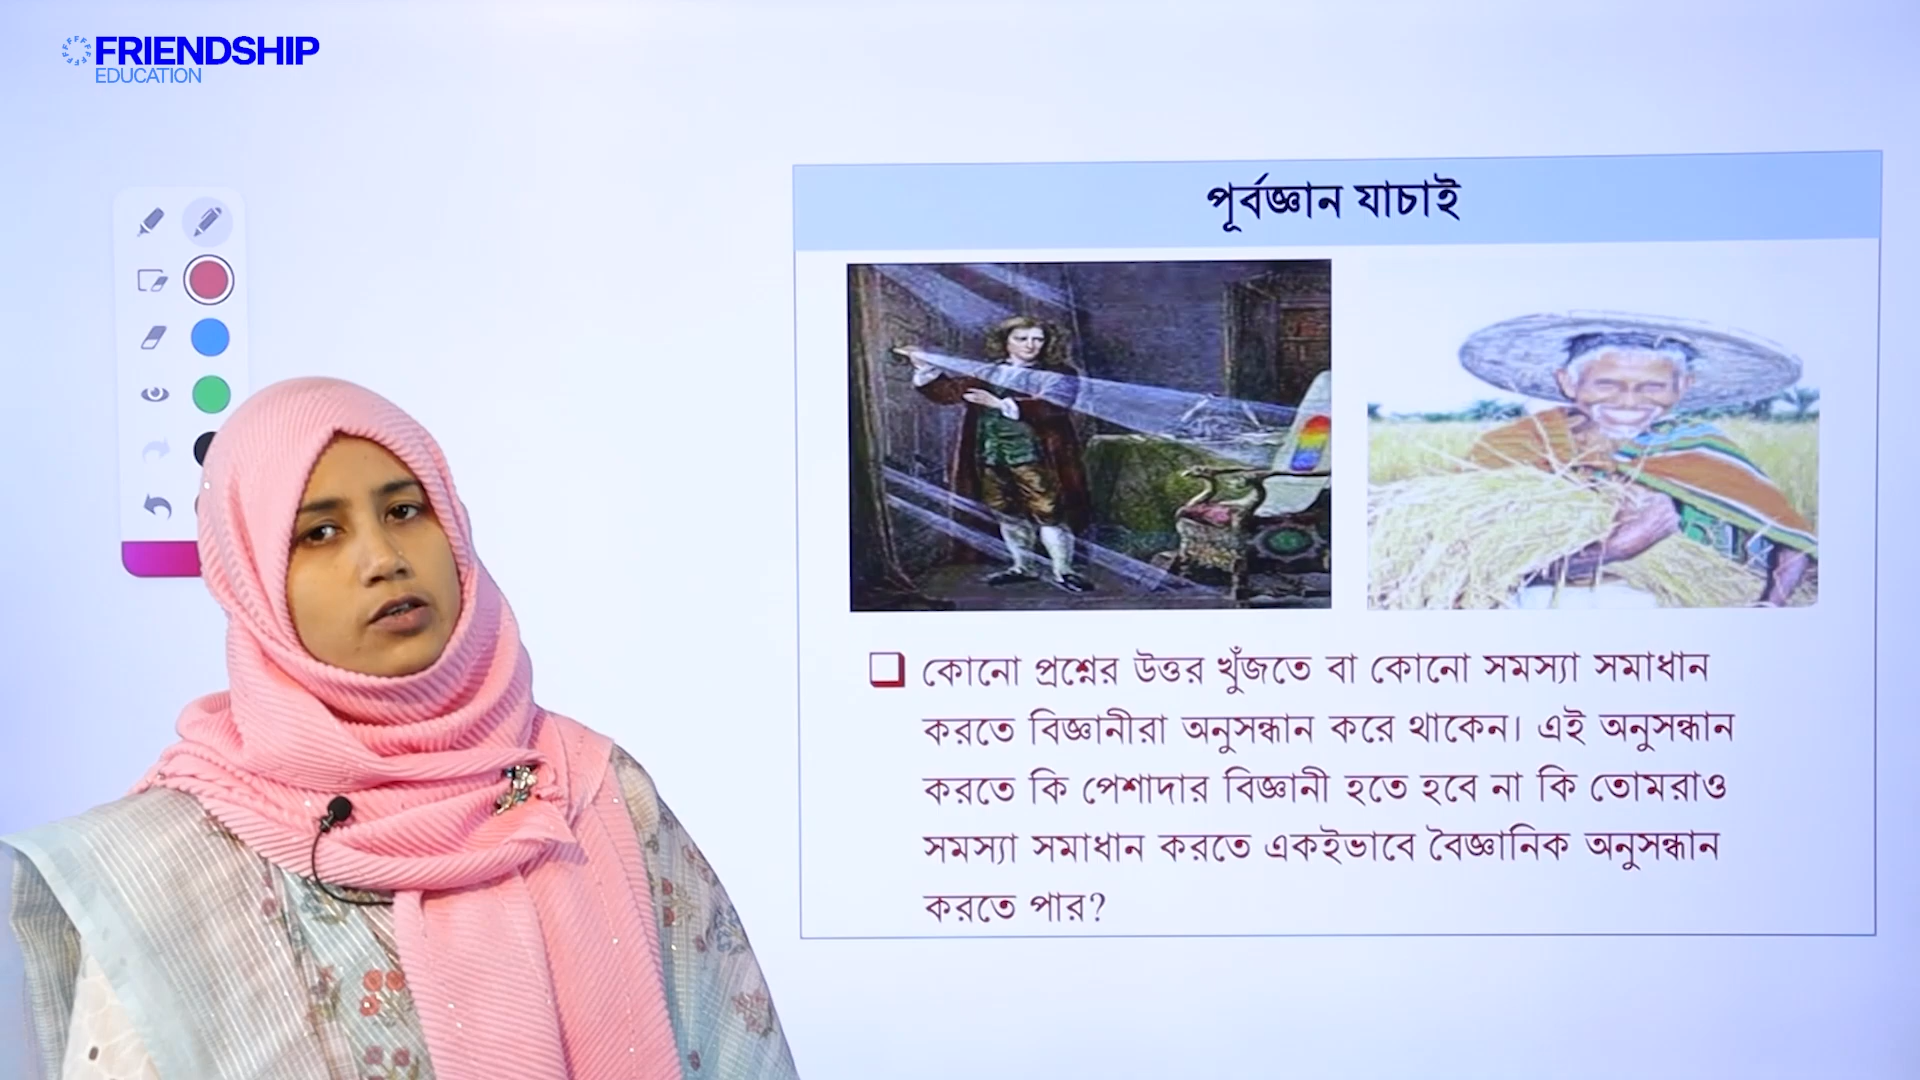 FRIENDSHIP
EDUCATION
পূর্বজ্ঞান যাচাই
কোনো প্রশ্নের উত্তর খুঁজতে বা কোনো সমস্যা সমাধান
করতে বিজ্ঞানীরা অনুসন্ধান করে থাকেন। এই অনুসন্ধান
করতে কি পেশাদার বিজ্ঞানী হতে হবে না কি তোমরাও
সমস্যা সমাধান করতে একইভাবে বৈজ্ঞানিক অনুসন্ধান
করতে পার?